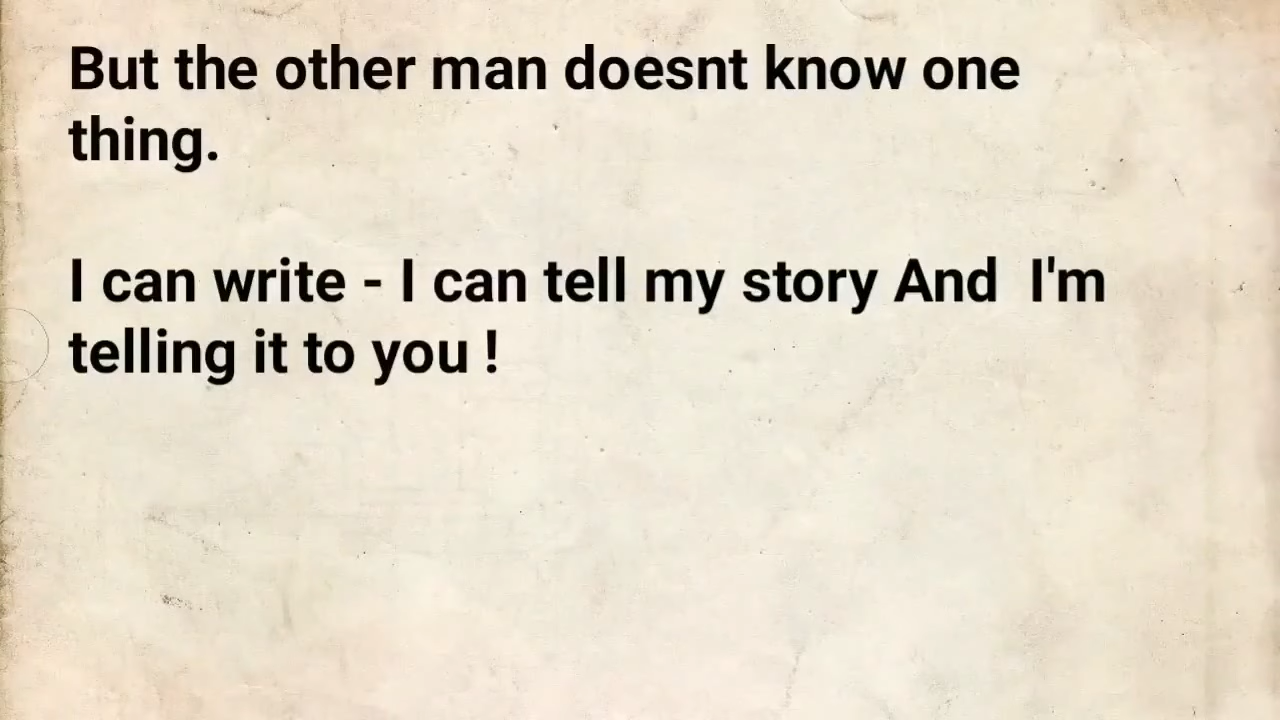 But the other man doesnt know one
thing.
I can write - I can tell my story And  I'm
telling it to you !